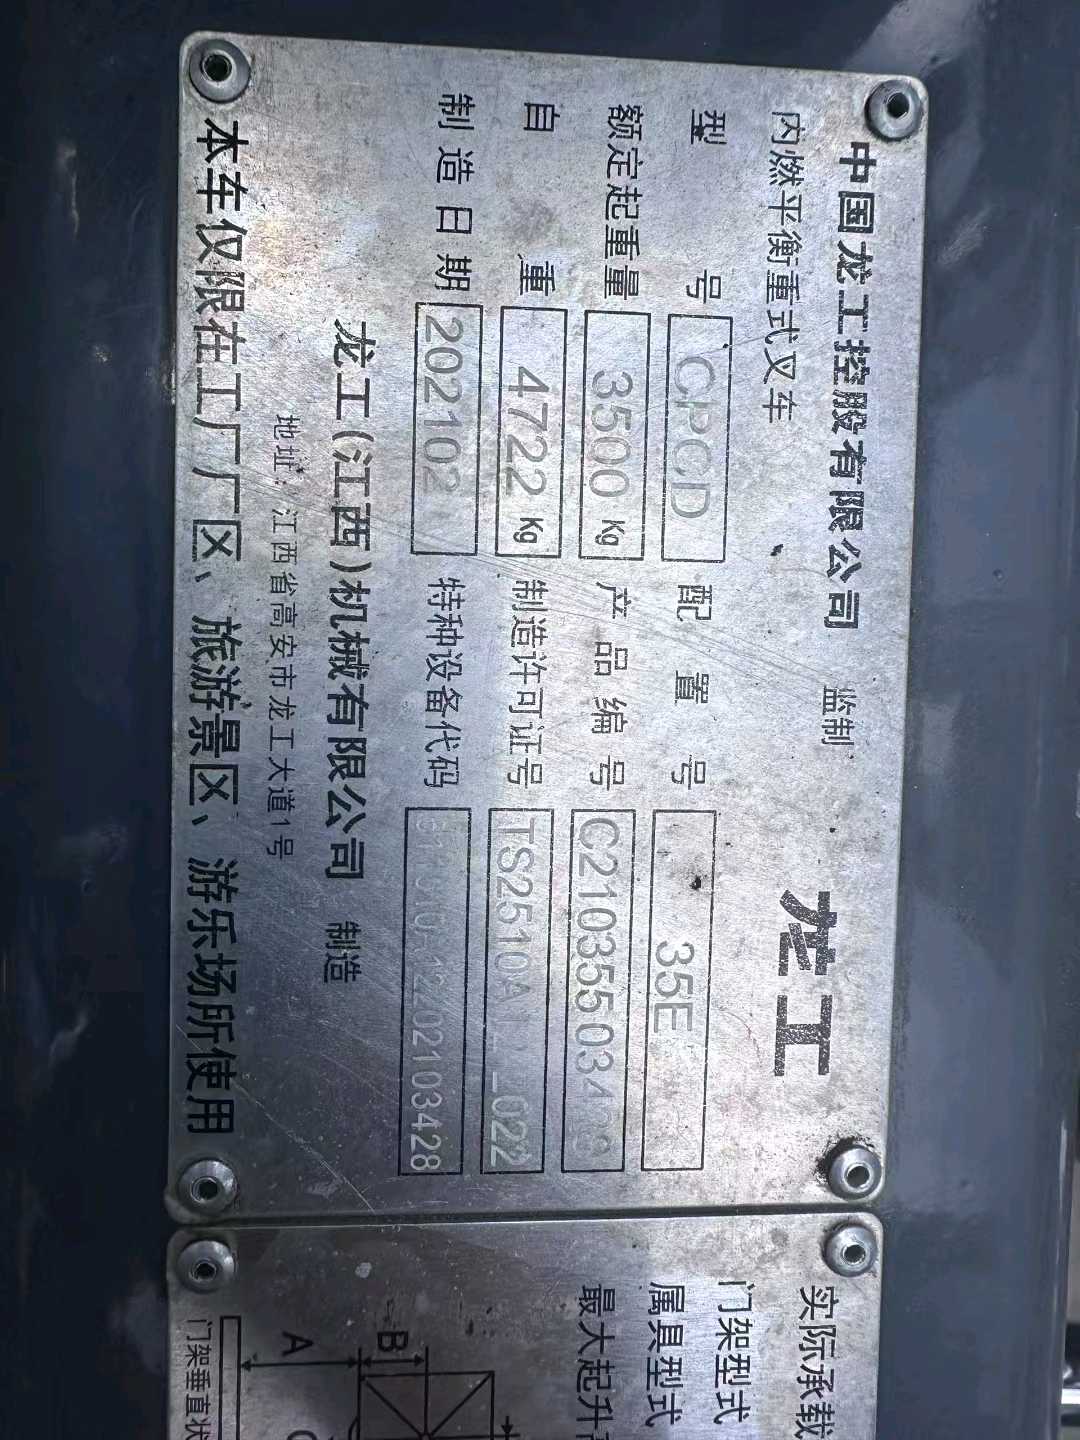 中国龙工控股有限公司 监制
龙工
内燃平衡重式叉车
型号 CPCD 配置号 35E
额定起重量 3500 kg 产品编号
自重 4722 kg 制造许可证号
制造日期 202102 特种设备代码
龙工(江西)机械有限公司 制造
地址:江西省高安市龙工大道1号
本车仅限在工厂厂区、旅游景区、游乐场所使用
实际承载
门架型式
属具型式
最大起升
B
A
门架垂直状